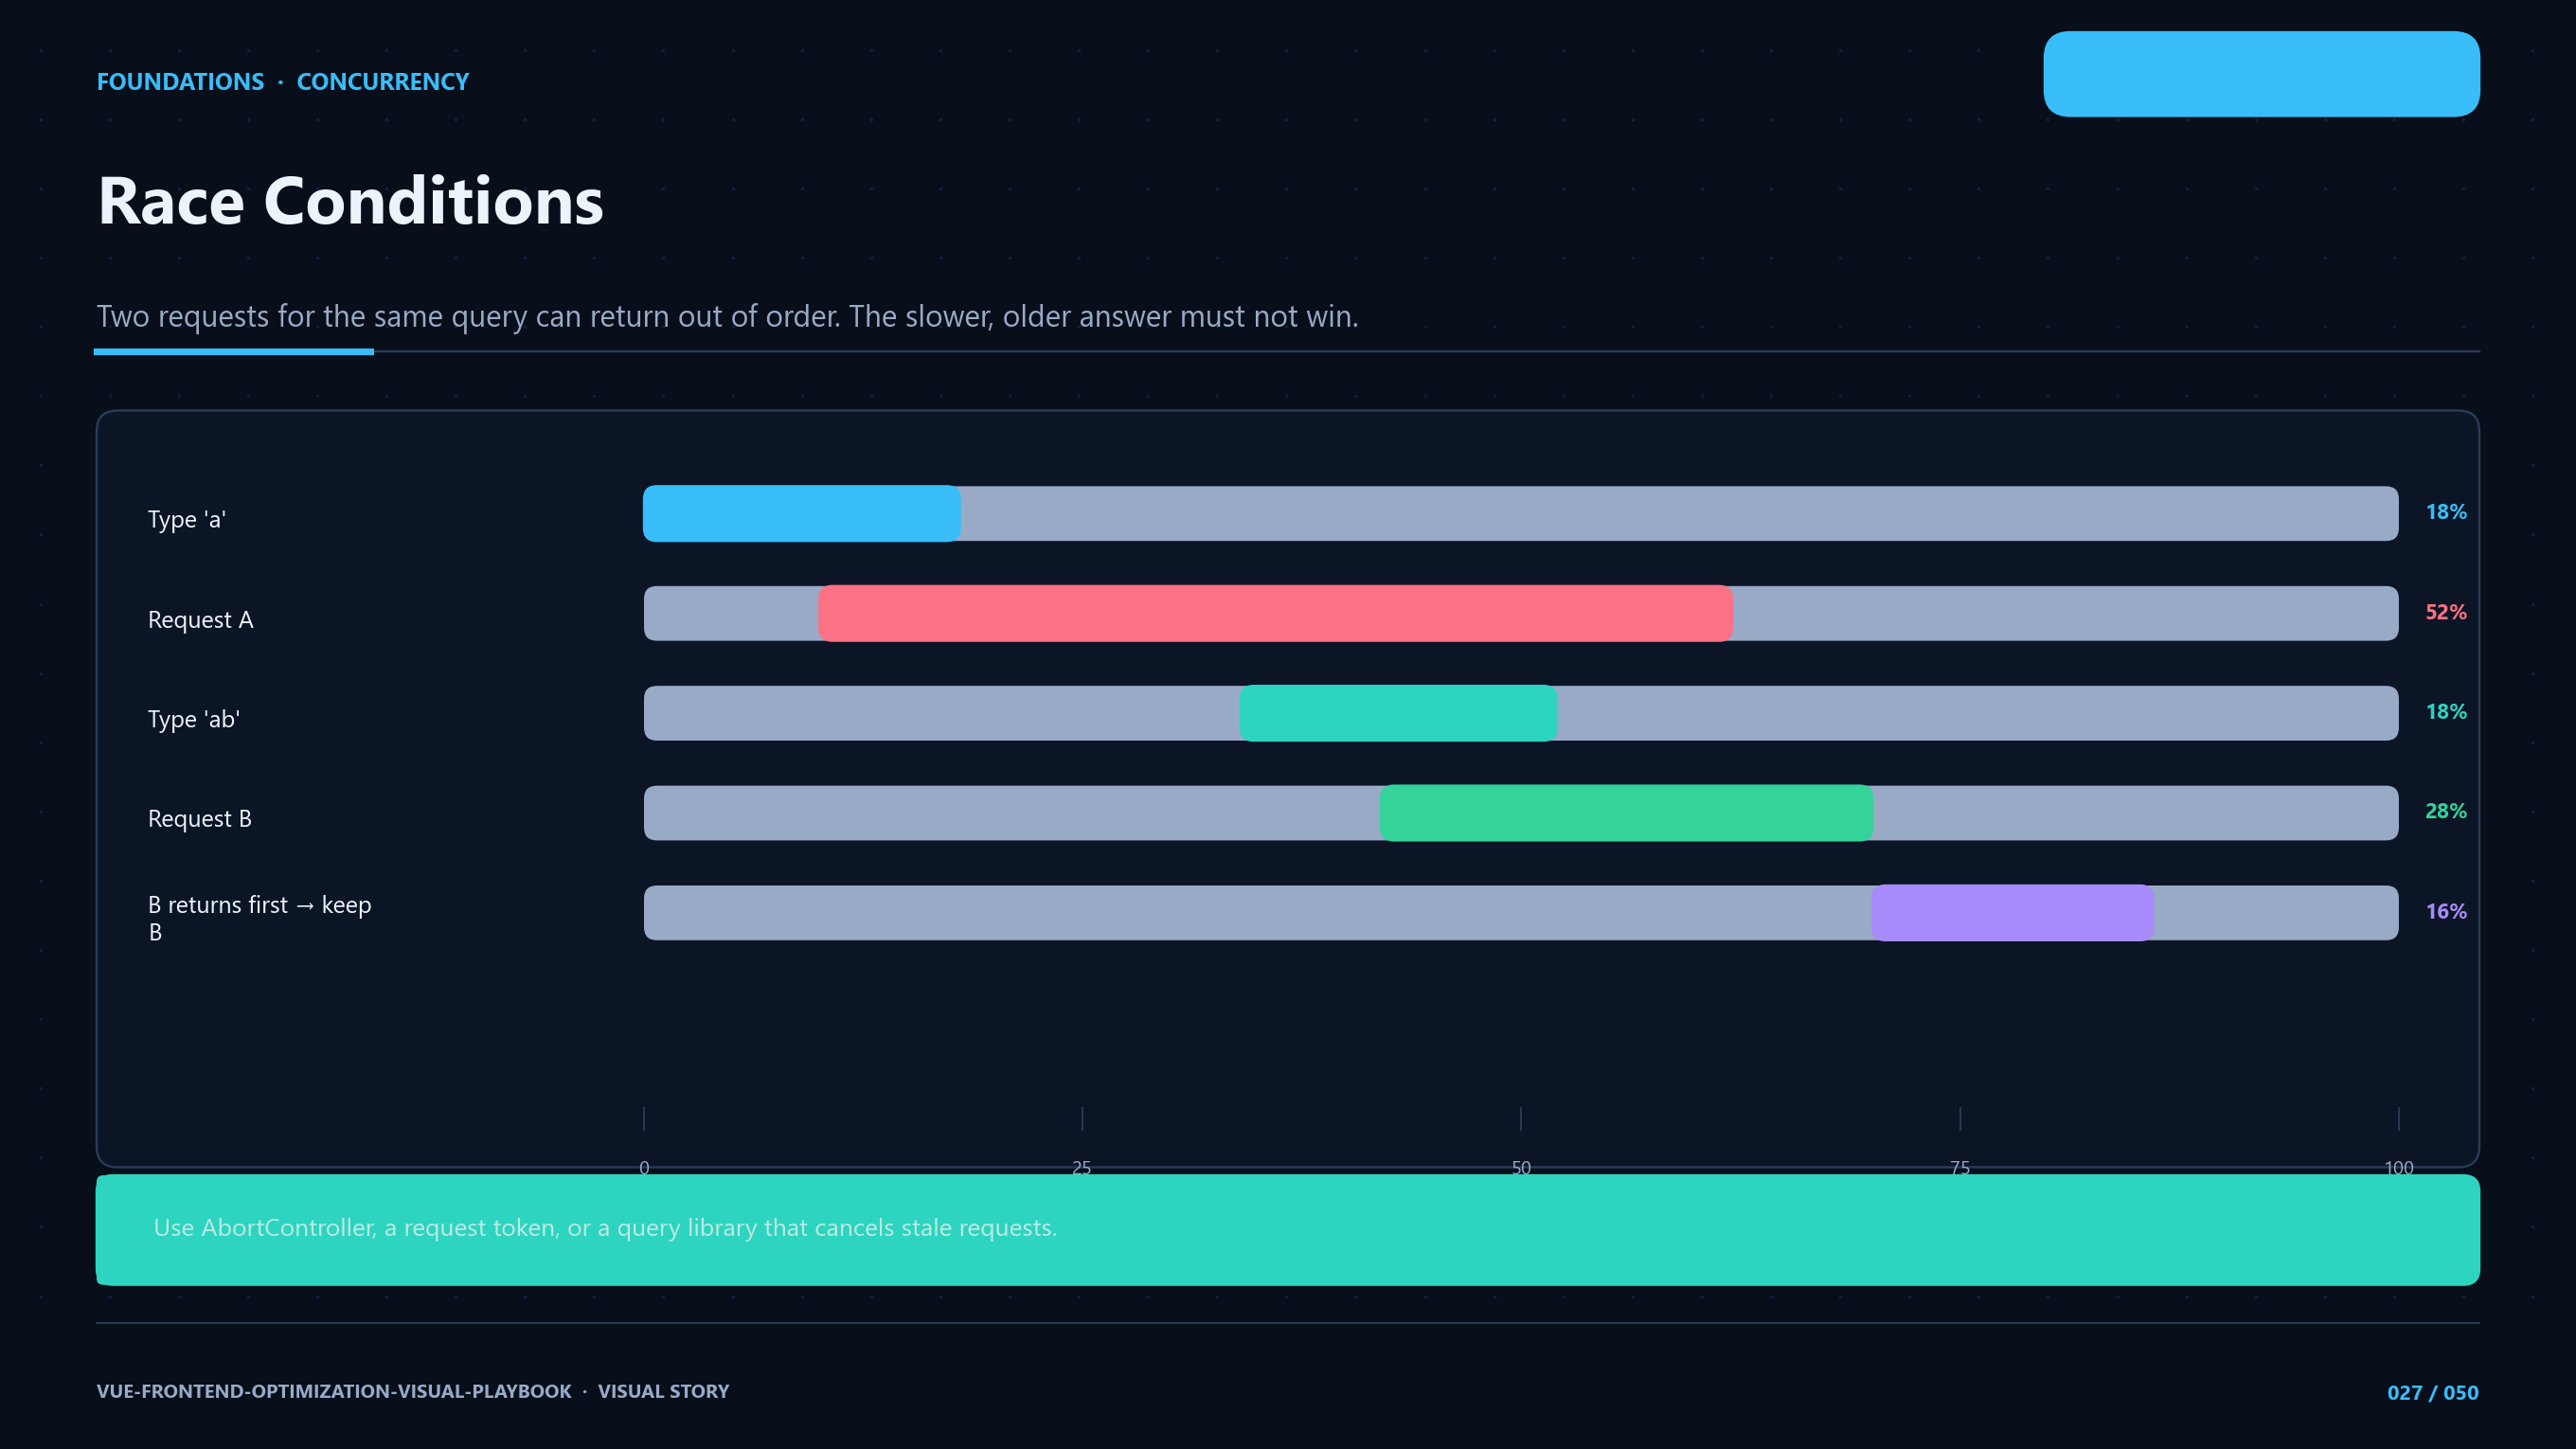 FOUNDATIONS · CONCURRENCY
Race Conditions
Two requests for the same query can return out of order. The slower, older answer must not win.
Type 'a'
18%
Request A
52%
Type 'ab'
18%
Request B
28%
B returns first → keep
B
16%
0 25 50 75 100
Use AbortController, a request token, or a query library that cancels stale requests.
VUE-FRONTEND-OPTIMIZATION-VISUAL-PLAYBOOK · VISUAL STORY
027 / 050